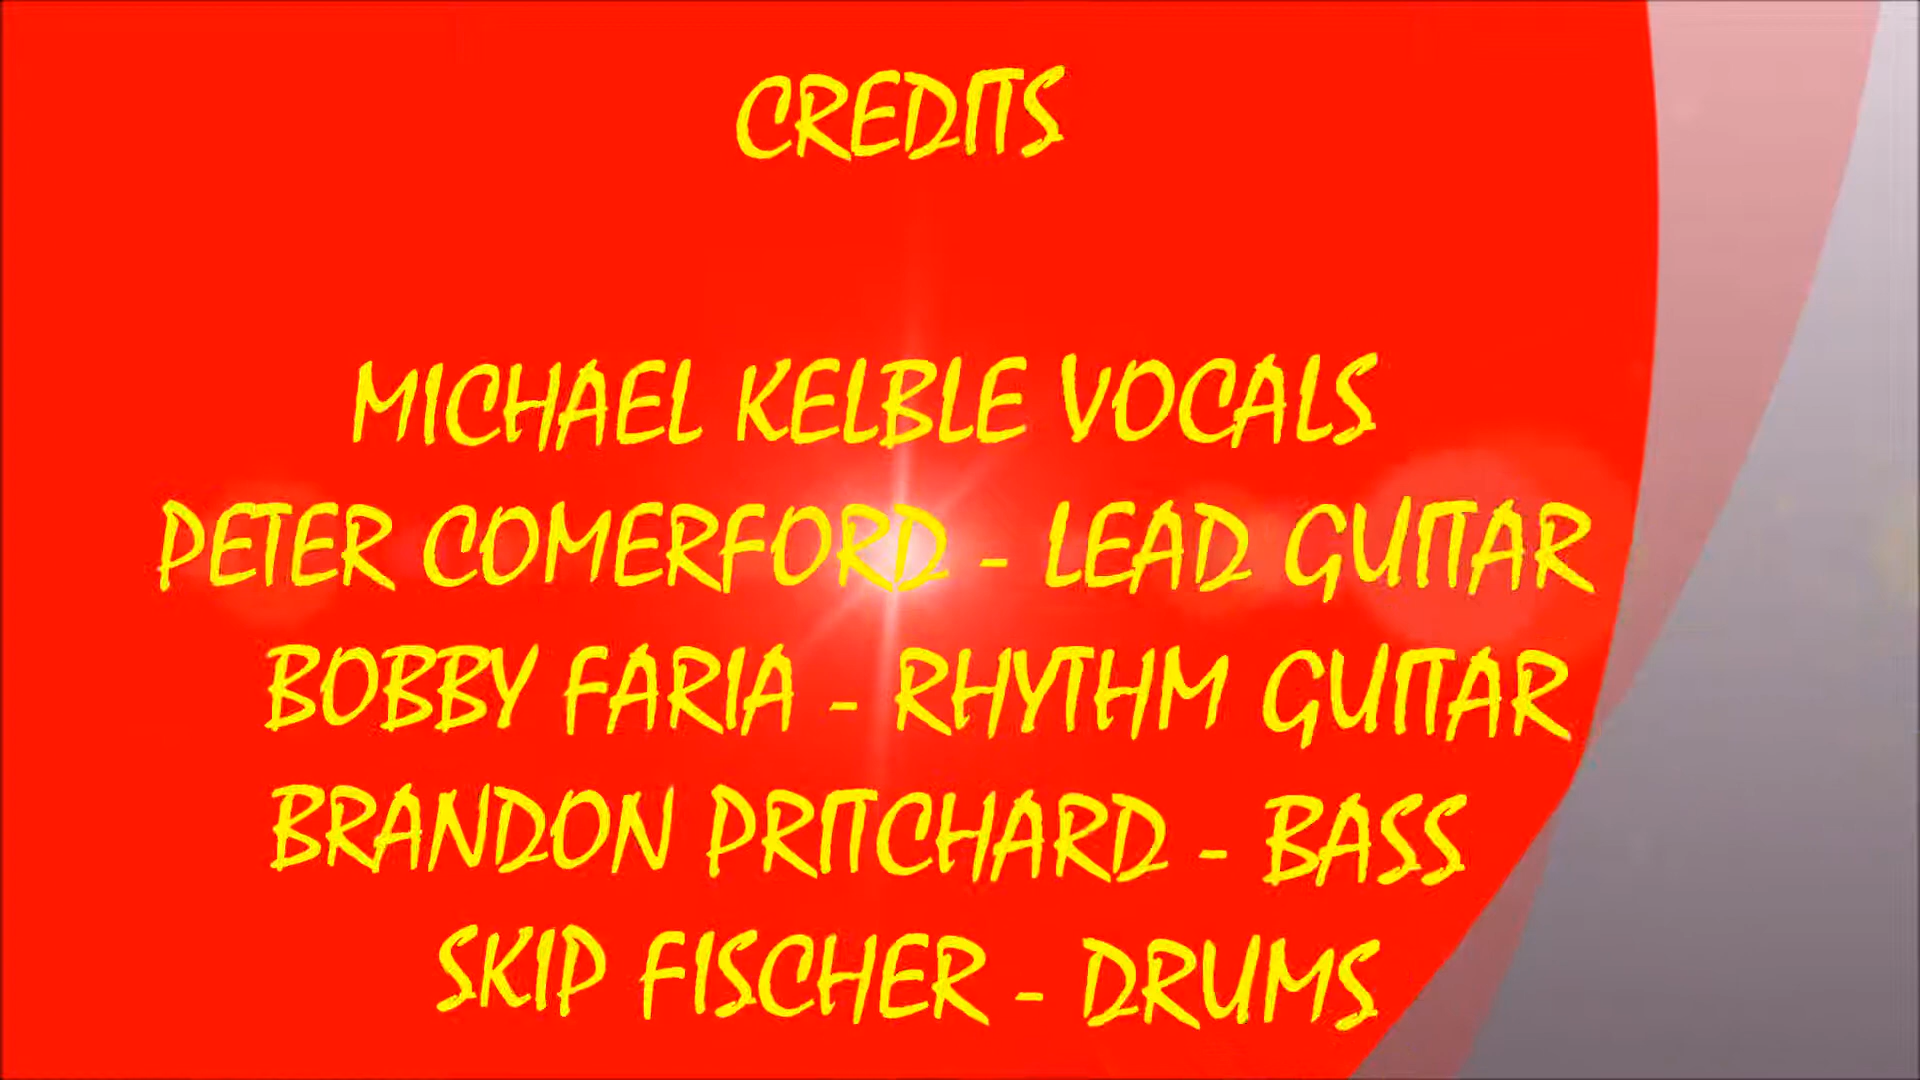 CREDITS
MICHAEL KELBLE VOCALS
PETER COMERFORD - LEAD GUITAR
BOBBY FARIA - RHYTHM GUITAR
BRANDON PRITCHARD - BASS
SKIP FISCHER - DRUMS